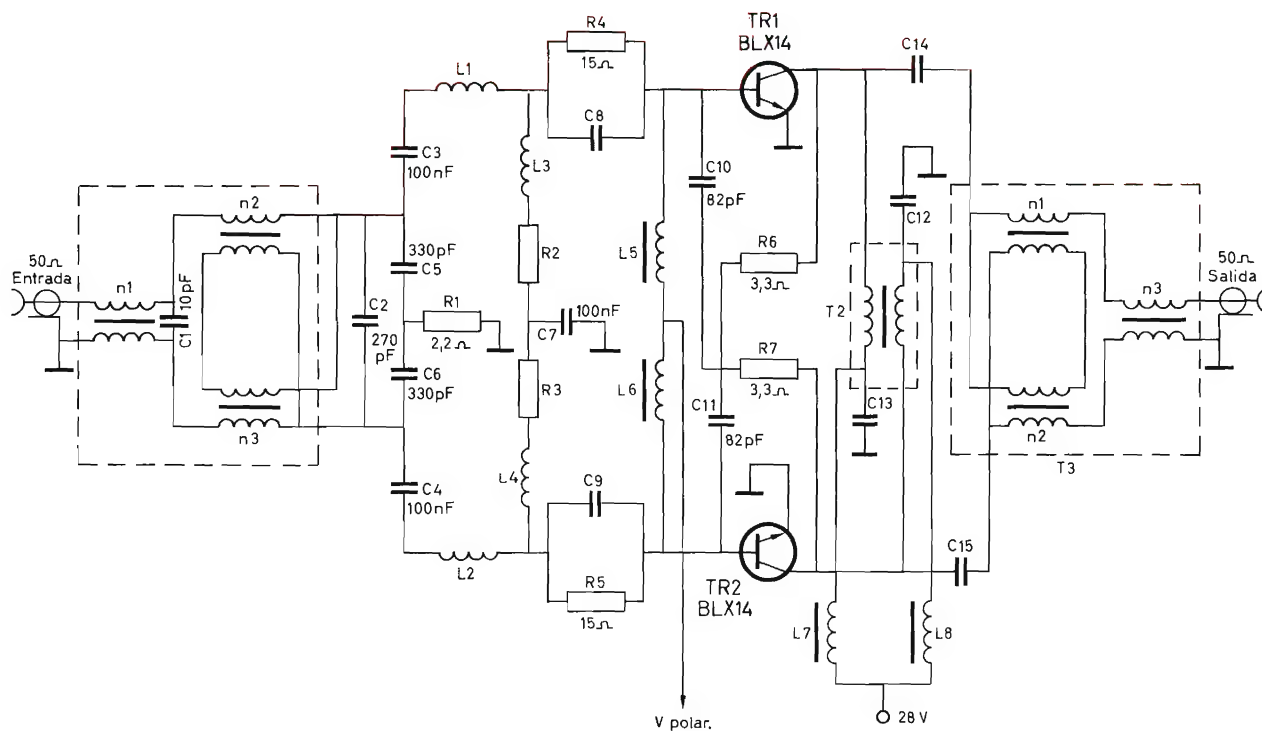 R4
15Ω
C8
TR1
BLX14
C14
L1
C3
100nF
L3
C10
82pF
C12
n2
n1
50Ω
Entrada
n1
10pF
C1
330pF
C5
C2
270
pF
R1
2,2Ω
R2
C7
100nF
L5
R6
3,3Ω
T2
n3
50Ω
Salida
C6
330pF
R3
L6
R7
3,3Ω
C11
82pF
C13
n3
n2
T3
C4
100nF
L4
C9
L2
R5
15Ω
TR2
BLX14
C15
L7
L8
V polar.
28 V